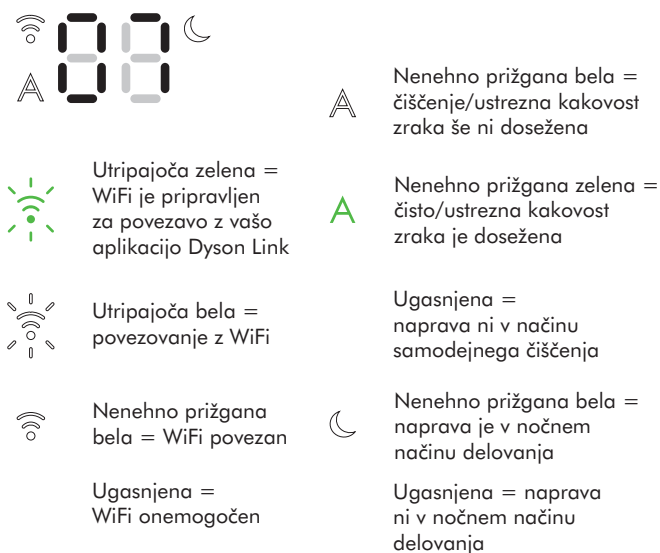 07
A
Utripajoča zelena =
WiFi je pripravljen
za povezavo z vašo
aplikacijo Dyson Link
Utripajoča bela =
povezovanje z WiFi
Nenehno prižgana
bela = WiFi povezan
Ugasnjena =
WiFi onemogočen
A
Nenehno prižgana bela =
čiščenje/ustrezna kakovost
zraka še ni dosežena
A
Nenehno prižgana zelena =
čisto/ustrezna kakovost
zraka je dosežena
Ugasnjena =
naprava ni v načinu
samodejnega čiščenja
Nenehno prižgana bela =
naprava je v nočnem
načinu delovanja
Ugasnjena = naprava
ni v nočnem načinu
delovanja